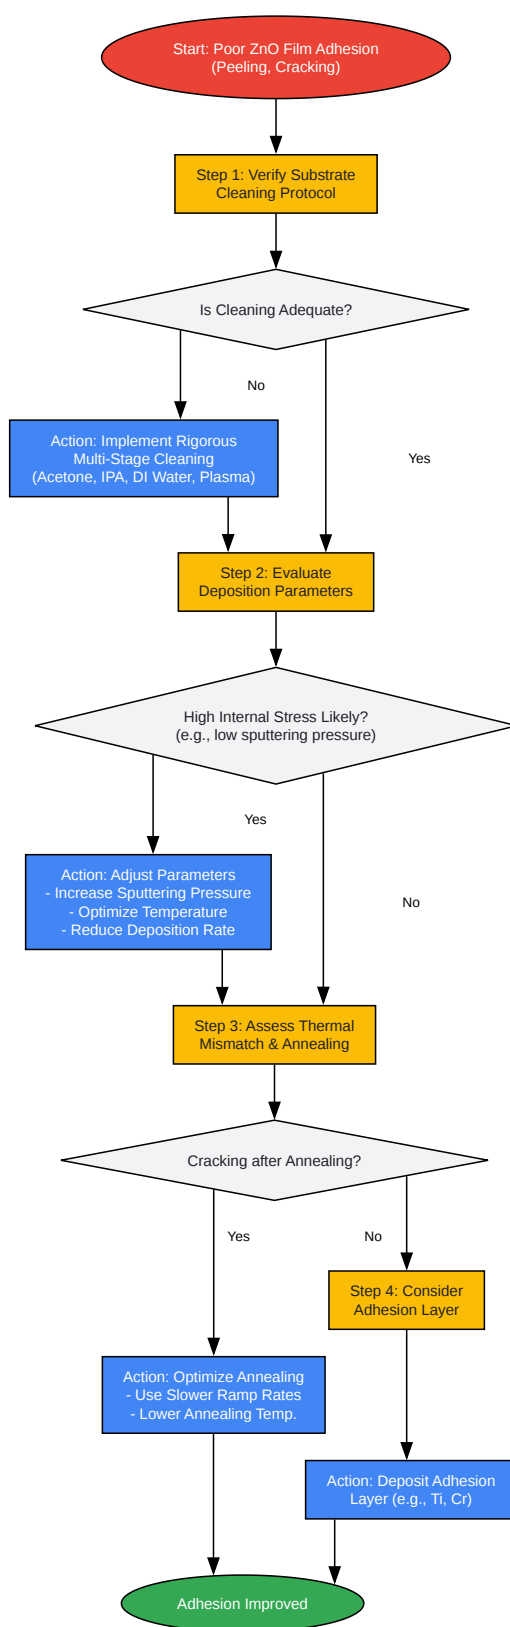 Start: Poor ZnO Film Adhesion
(Peeling, Cracking)
Step 1: Verify Substrate
Cleaning Protocol
Is Cleaning Adequate?
No
Action: Implement Rigorous
Multi-Stage Cleaning
(Acetone, IPA, DI Water, Plasma)
Yes
Step 2: Evaluate
Deposition Parameters
High Internal Stress Likely?
(e.g., low sputtering pressure)
Yes
Action: Adjust Parameters
- Increase Sputtering Pressure
- Optimize Temperature
- Reduce Deposition Rate
No
Step 3: Assess Thermal
Mismatch & Annealing
Cracking after Annealing?
Yes
No
Step 4: Consider
Adhesion Layer
Action: Optimize Annealing
- Use Slower Ramp Rates
- Lower Annealing Temp.
Action: Deposit Adhesion
Layer (e.g., Ti, Cr)
Adhesion Improved